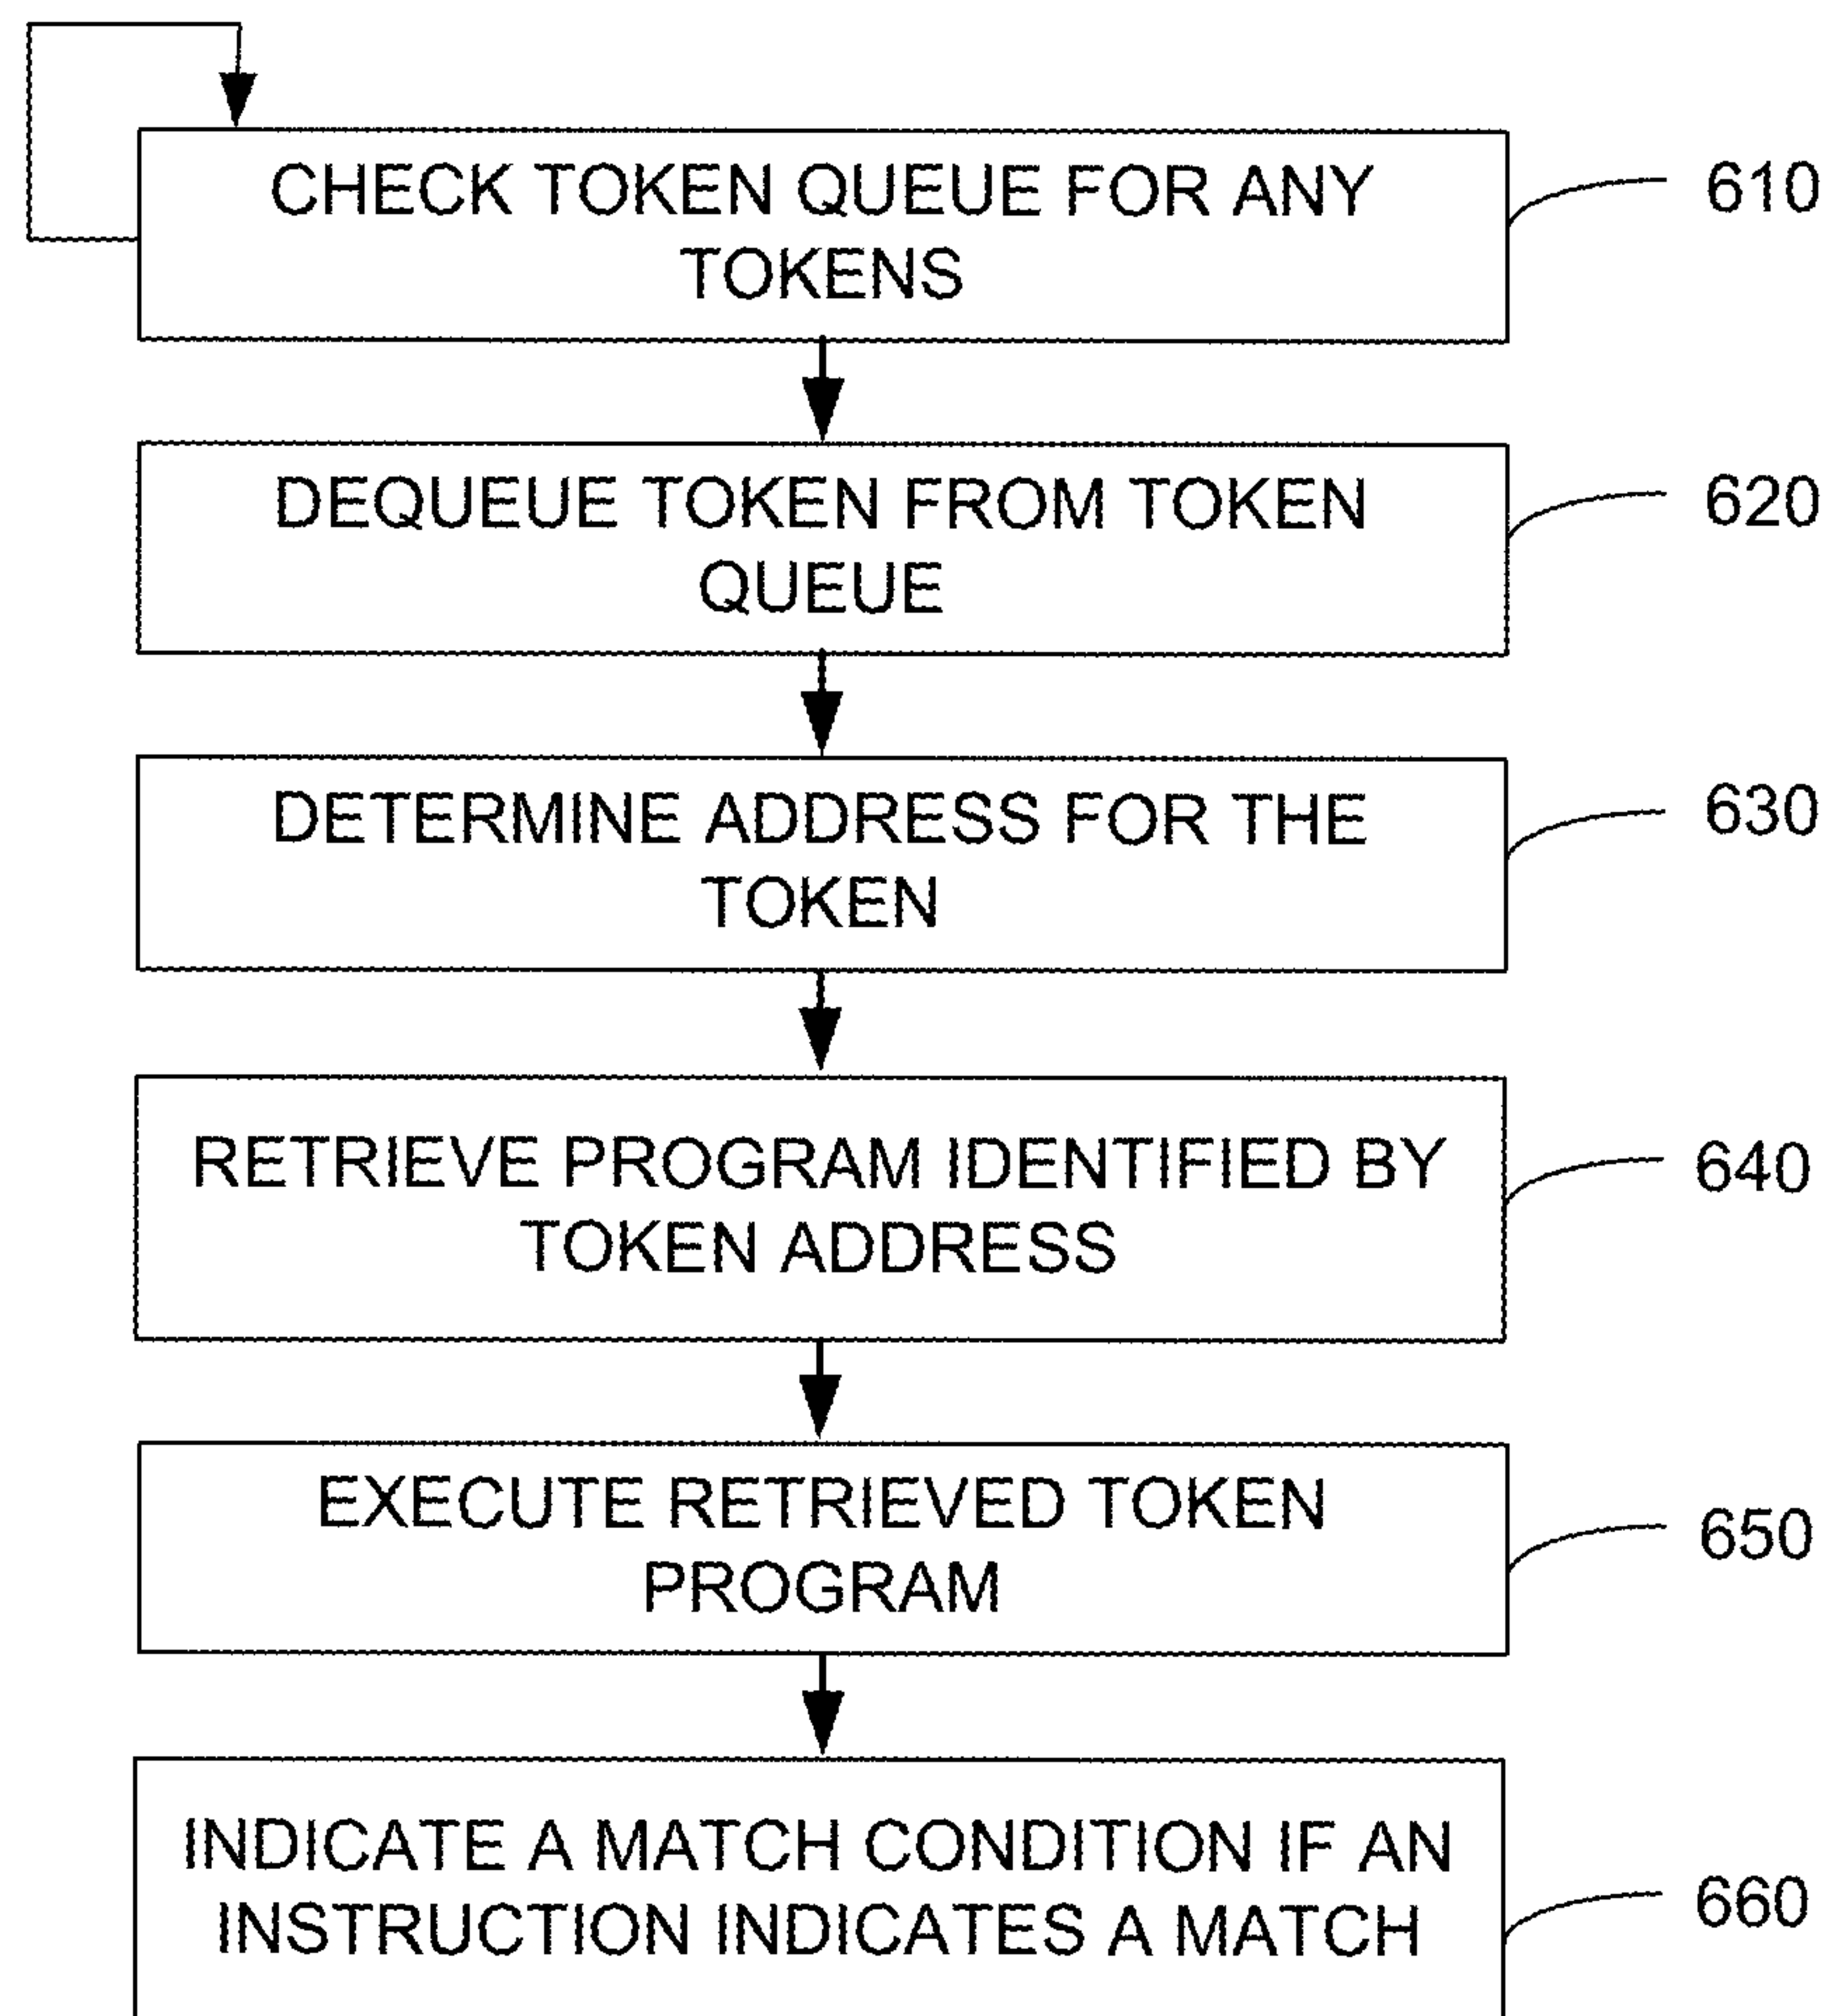 CHECK TOKEN QUEUE FOR ANY
TOKENS
610
DEQUEUE TOKEN FROM TOKEN
QUEUE
620
DETERMINE ADDRESS FOR THE
TOKEN
630
RETRIEVE PROGRAM IDENTIFIED BY
TOKEN ADDRESS
640
EXECUTE RETRIEVED TOKEN
PROGRAM
650
INDICATE A MATCH CONDITION IF AN
INSTRUCTION INDICATES A MATCH
660